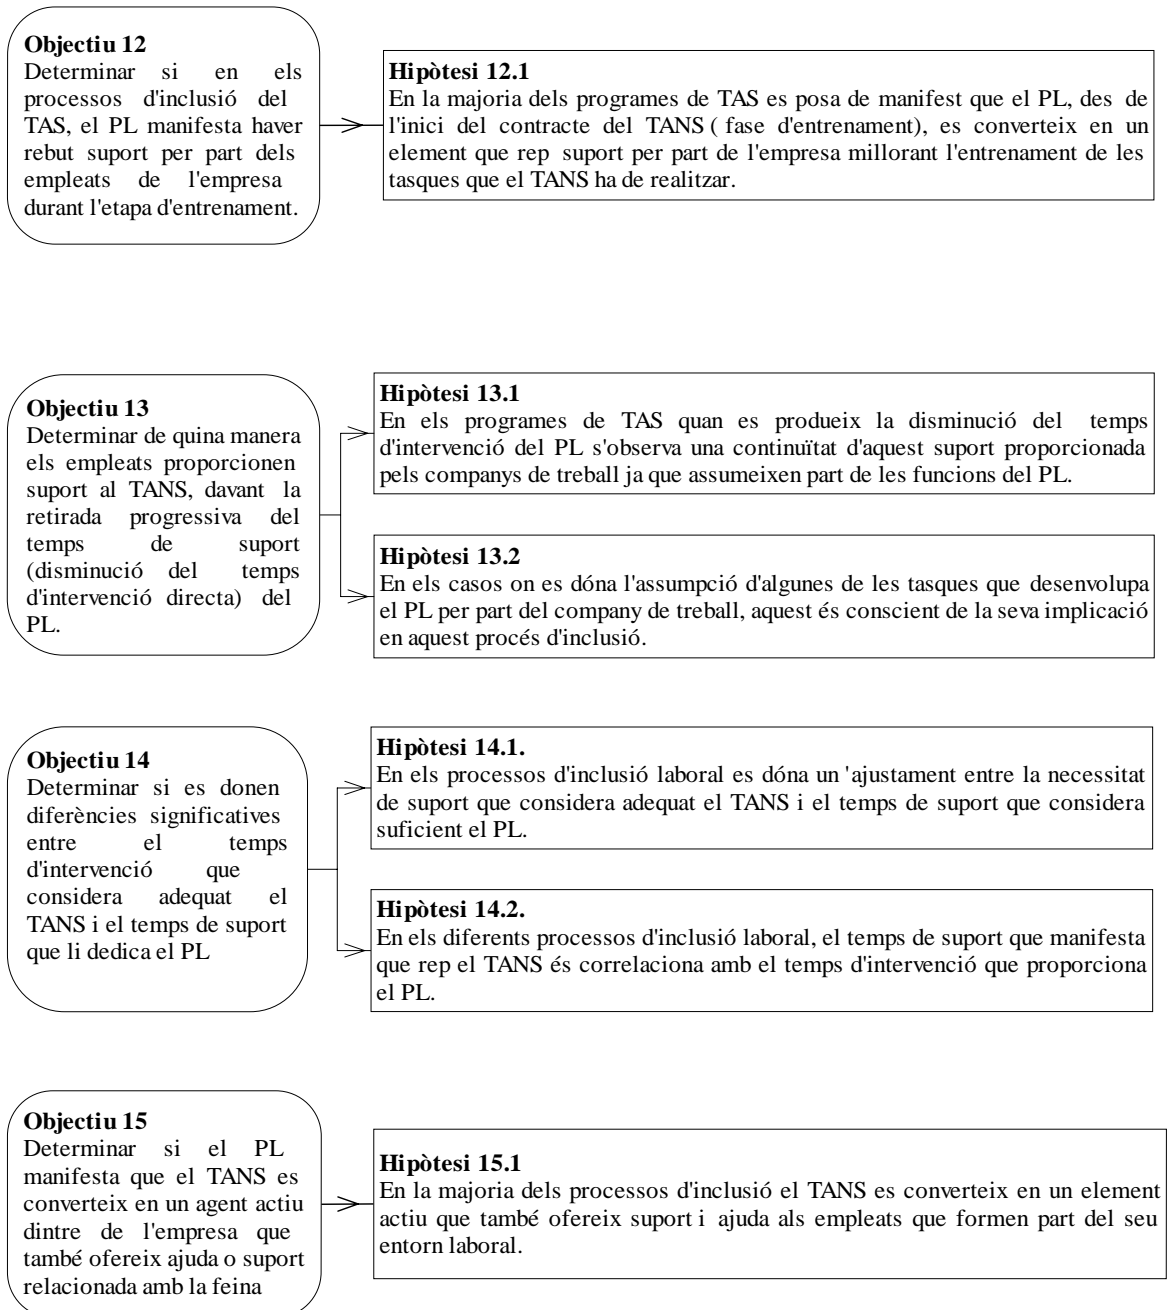 Objectiu 12
Determinar si en els
processos d'inclusió del
TAS, el PL manifesta haver
rebut suport per part dels
empleats de l'empresa
durant l'etapa d'entrenament.
Hipòtesi 12.1
En la majoria dels programes de TAS es posa de manifest que el PL, des de
l'inici del contracte del TANS ( fase d'entrenament), es converteix en un
element que rep suport per part de l'empresa millorant l'entrenament de les
tasques que el TANS ha de realitzar.
Objectiu 13
Determinar de quina manera
els empleats proporcionen
suport al TANS, davant la
retirada progressiva del
temps de suport
(disminució del temps
d'intervenció directa) del
PL.
Hipòtesi 13.1
En els programes de TAS quan es produeix la disminució del temps
d'intervenció del PL s'observa una continuïtat d'aquest suport proporcionada
pels companys de treball ja que assumeixen part de les funcions del PL.
Hipòtesi 13.2
En els casos on es dóna l'assumpció d'algunes de les tasques que desenvolupa
el PL per part del company de treball, aquest és conscient de la seva implicació
en aquest procés d'inclusió.
Objectiu 14
Determinar si es donen
diferències significatives
entre el temps
d'intervenció que
considera adequat el
TANS i el temps de suport
que li dedica el PL
Hipòtesi 14.1.
En els processos d'inclusió laboral es dóna un 'ajustament entre la necessitat
de suport que considera adequat el TANS i el temps de suport que considera
suficient el PL.
Hipòtesi 14.2.
En els diferents processos d'inclusió laboral, el temps de suport que manifesta
que rep el TANS és correlaciona amb el temps d'intervenció que proporciona
el PL.
Objectiu 15
Determinar si el PL
manifesta que el TANS es
converteix en un agent actiu
dintre de l'empresa que
també ofereix ajuda o suport
relacionada amb la feina
Hipòtesi 15.1
En la majoria dels processos d'inclusió el TANS es converteix en un element
actiu que també ofereix suport i ajuda als empleats que formen part del seu
entorn laboral.